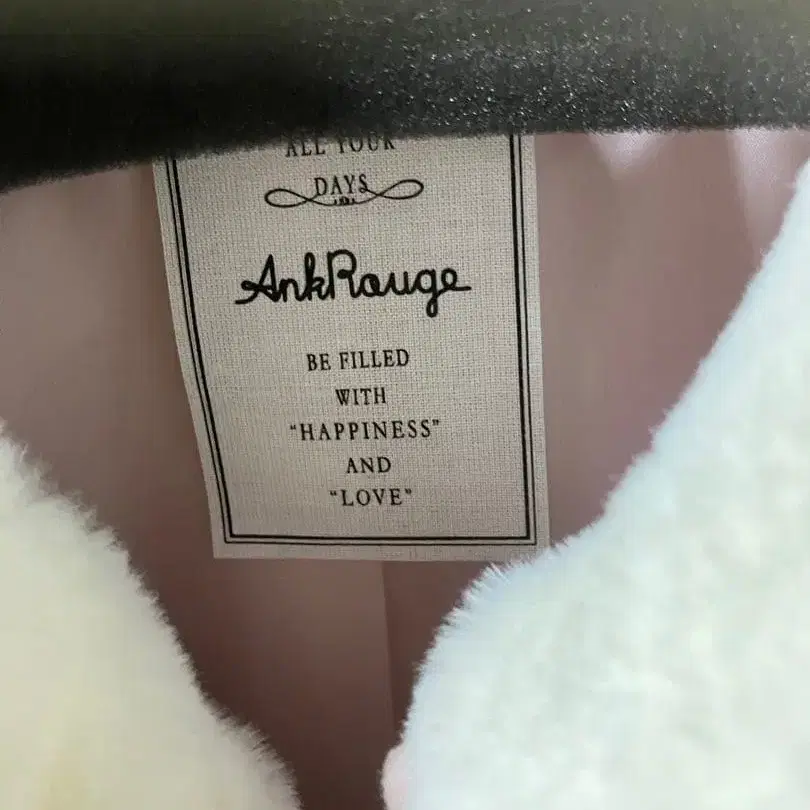 ALL YOUR
DAYS
AnkRouge
BE FILLED
WITH
"HAPPINESS"
AND
"LOVE"